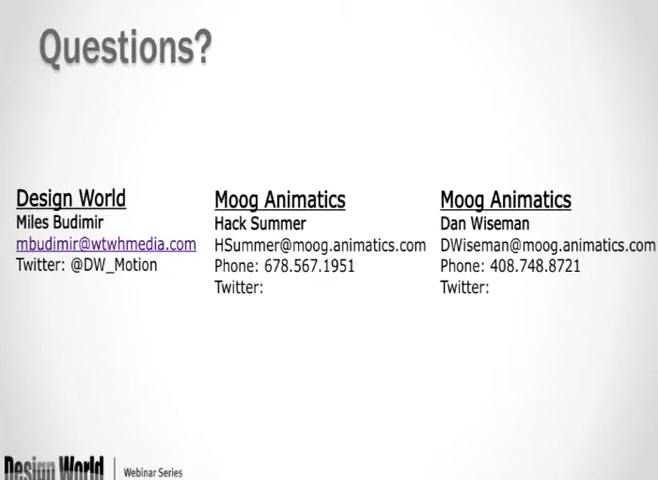 Questions?
Design World
Miles Budimir
mbudimir@wtwhmedia.com
Twitter: @DW_Motion
Moog Animatics
Hack Summer
HSummer@moog.animatics.com
Phone: 678.567.1951
Twitter:
Moog Animatics
Dan Wiseman
DWiseman@moog.animatics.com
Phone: 408.748.8721
Twitter:
Design World
Webinar Series